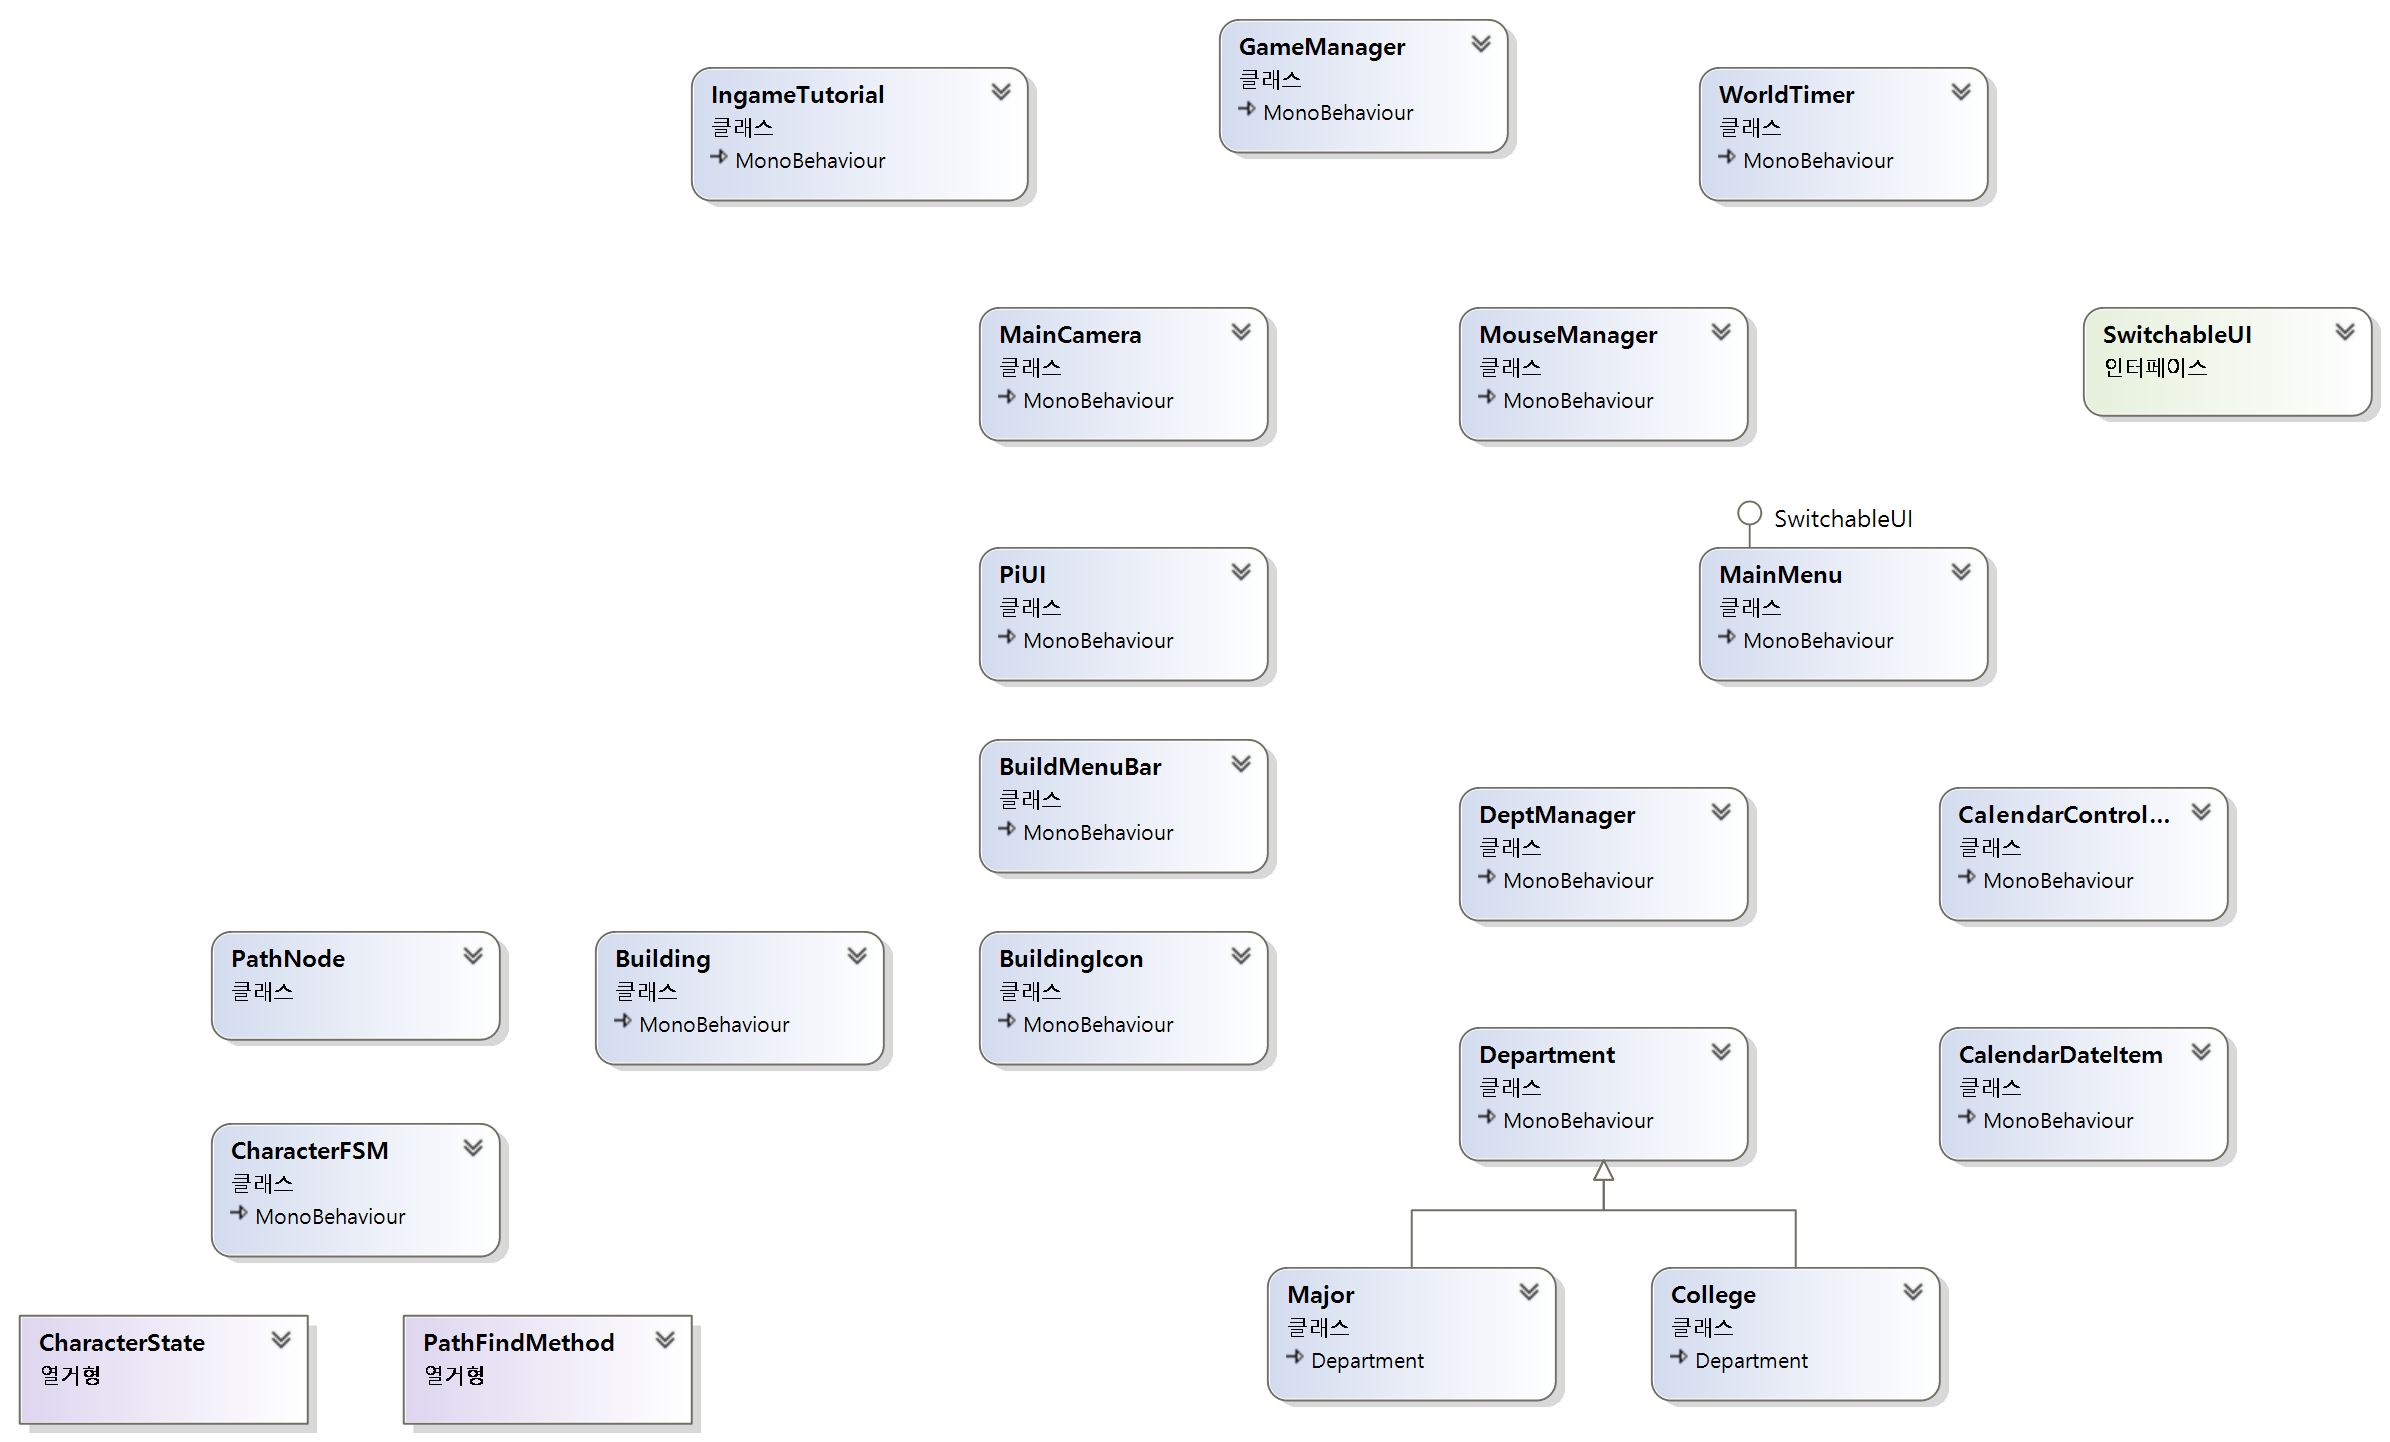 GameManager
클래스
MonoBehaviour
IngameTutorial
클래스
MonoBehaviour
WorldTimer
클래스
MonoBehaviour
MainCamera
클래스
MonoBehaviour
MouseManager
클래스
MonoBehaviour
SwitchableUI
인터페이스
PiUI
클래스
MonoBehaviour
SwitchableUI
MainMenu
클래스
MonoBehaviour
BuildMenuBar
클래스
MonoBehaviour
DeptManager
클래스
MonoBehaviour
CalendarControl...
클래스
MonoBehaviour
PathNode
클래스
Building
클래스
MonoBehaviour
BuildingIcon
클래스
MonoBehaviour
Department
클래스
MonoBehaviour
CalendarDateItem
클래스
MonoBehaviour
CharacterFSM
클래스
MonoBehaviour
Major
클래스
Department
College
클래스
Department
CharacterState
열거형
PathFindMethod
열거형